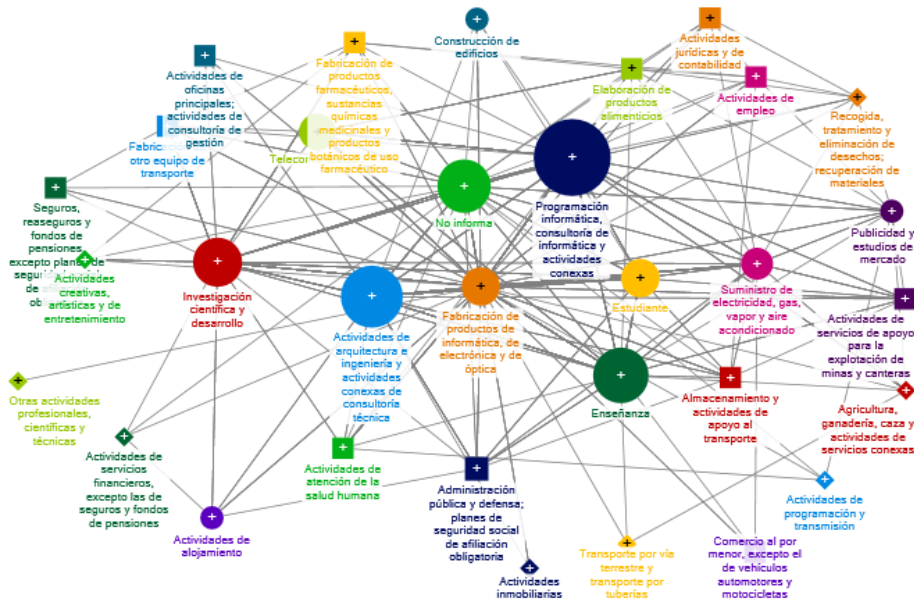 Construcción de
edificios
Actividades
jurídicas y de
contabilidad
Actividades de
oficinas
principales;
actividades de
consultoría de
gestión
Fabricación de
productos
farmacéuticos,
sustancias
químicas
medicinales y
productos
botánicos de uso
farmacéutico
Elaboración de
productos
alimenticios
Actividades de
empleo
Recogida,
tratamiento y
eliminación de
desechos;
recuperación de
materiales
otro equipo de
transporte
No informa
Programación
informática,
consultoría de
informática y
actividades
conexas
Seguros,
reaseguros y
fondos de
pensiones,
excepto planes de
Actividades
creativas,
artísticas y de
entretenimiento
Investigación
científica y
desarrollo
Publicidad y
estudios de
mercado
Suministro de
electricidad, gas,
vapor y aire
acondicionado
Estudiante
Fabricación de
productos de
informática, de
electrónica y de
óptica
Actividades de
arquitectura e
ingeniería y
actividades
conexas de
consultoría
técnica
Actividades de
servicios de apoyo
para la
explotación de
minas y canteras
Enseñanza
Almacenamiento y
actividades de
apoyo al
transporte
Agricultura,
ganadería, caza y
actividades de
servicios conexas
Otras actividades
profesionales,
científicas y
técnicas
Actividades de
servicios
financieros,
excepto las de
seguros y fondos
de pensiones
Actividades de
atención de la
salud humana
Administración
pública y defensa;
planes de
seguridad social
de afiliación
obligatoria
Actividades de
programación y
transmisión
Actividades de
alojamiento
Actividades
inmobiliarias
Transporte por vía
terrestre y
transporte por
tuberías
Comercio al por
menor, excepto el
de vehículos
automotores y
motocicletas